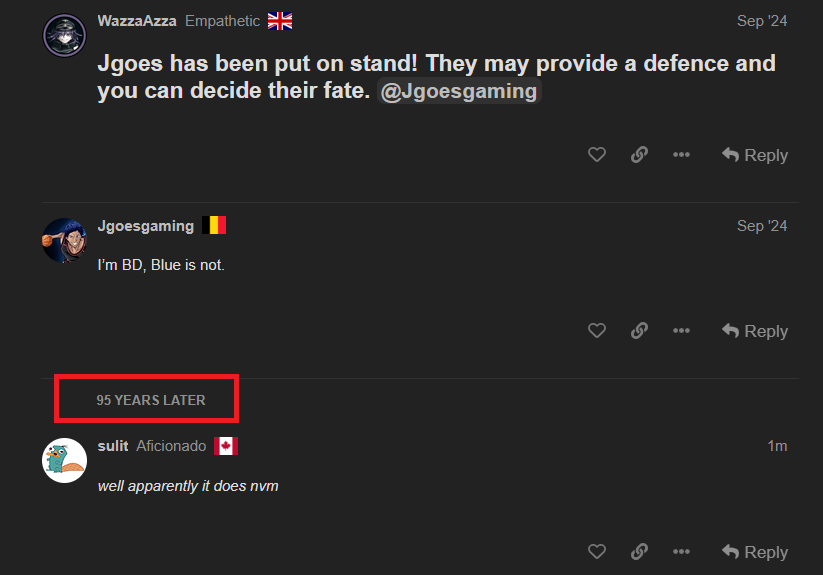 WazzaAzza Empathetic Sep '24
Jgoes has been put on stand! They may provide a defence and
you can decide their fate. @Jgoesgaming
Reply
Jgoesgaming Sep '24
I'm BD, Blue is not.
Reply
95 YEARS LATER
sulit Aficionado 1m
well apparently it does nvm
Reply